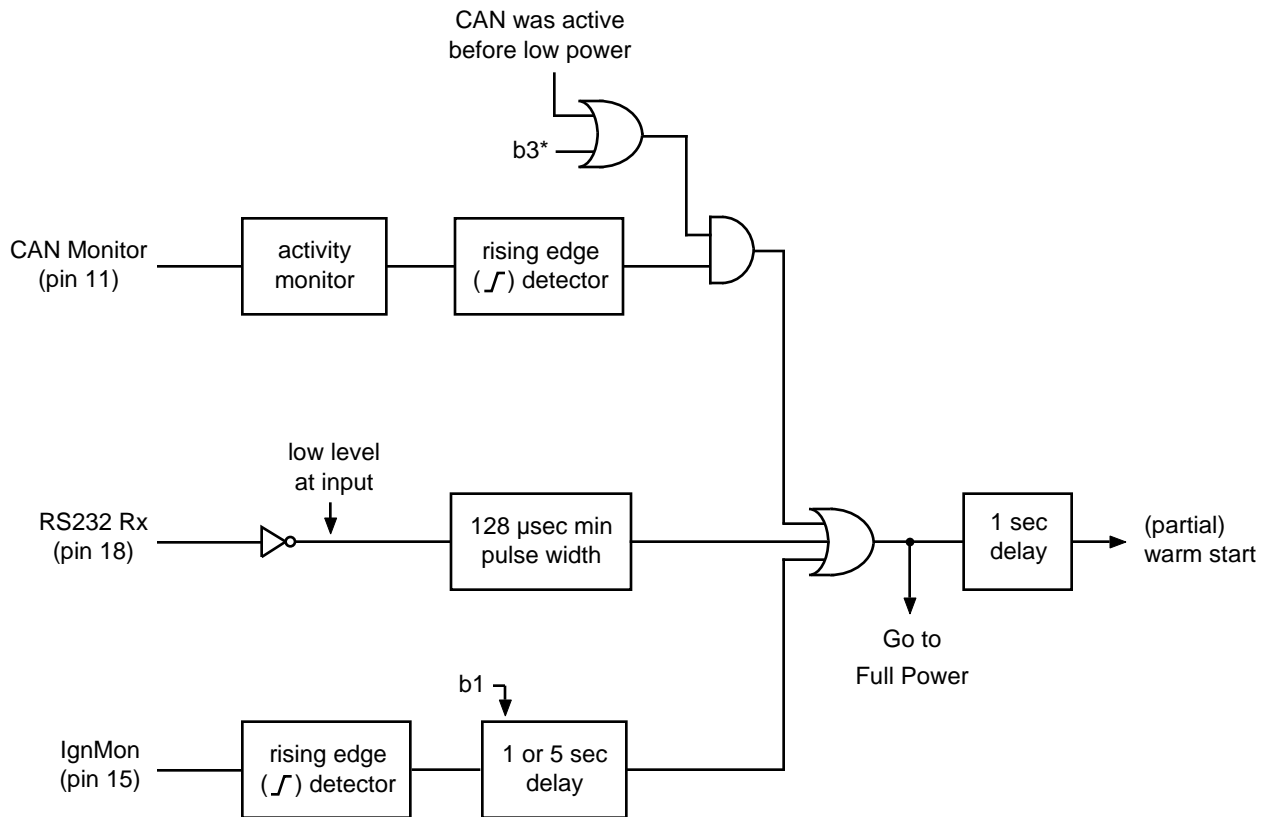 CAN was active
before low power
b3*
CAN Monitor
(pin 11)
activity
monitor
rising edge
( ) detector
low level
at input
RS232 Rx
(pin 18)
128 µsec min
pulse width
1 sec
delay
(partial)
warm start
Go to
Full Power
b1
IgnMon
(pin 15)
rising edge
( ) detector
1 or 5 sec
delay